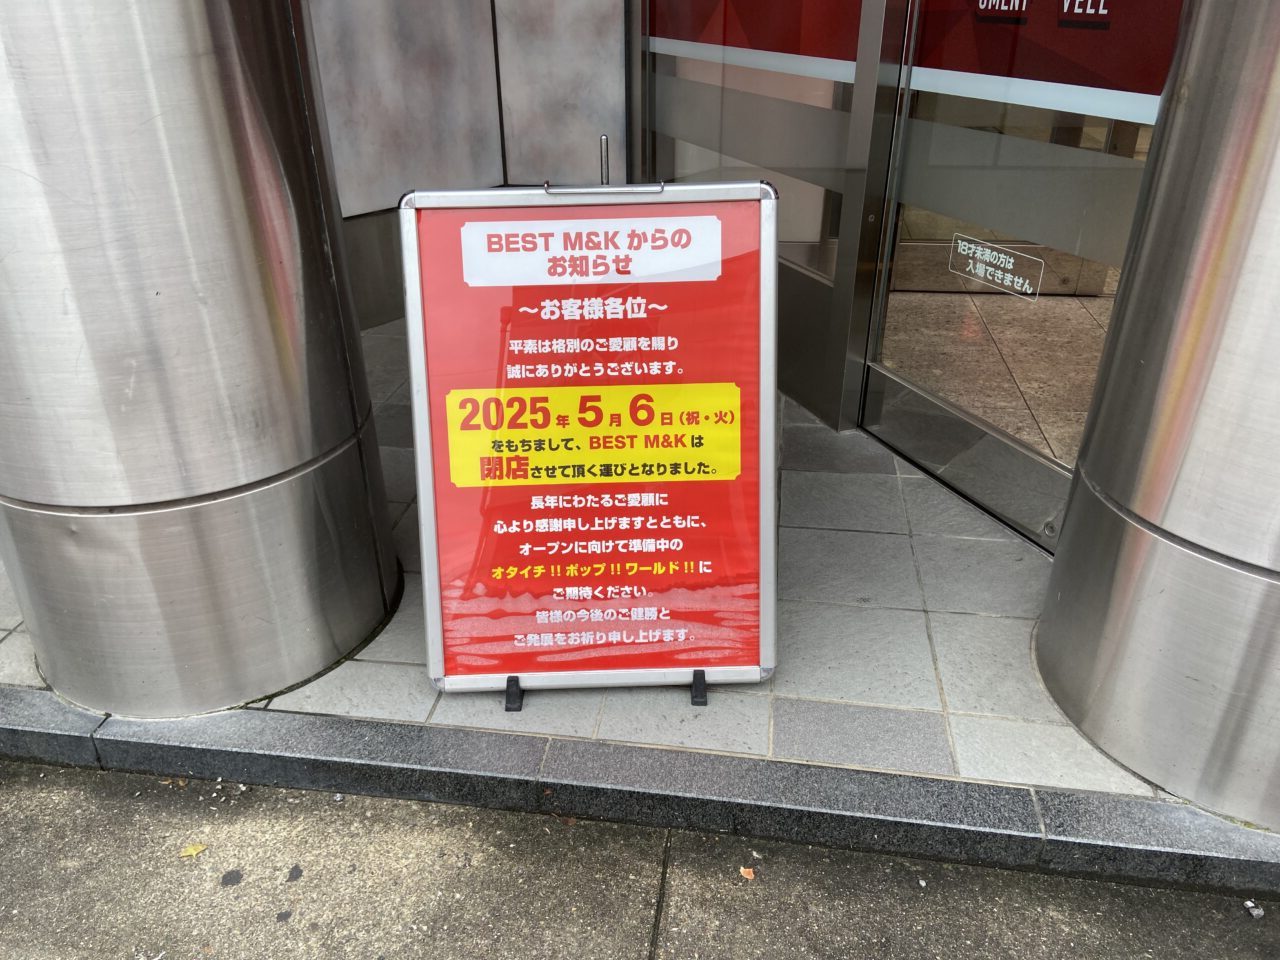 BEST M&K からの
お知らせ
～お客様各位～
平素は格別のご愛顧を賜り
誠にありがとうございます。
2025年 5月 6日（祝・火）
をもちまして、BEST M&K は
閉店させて頂く運びとなりました。
長年にわたるご愛顧に
心より感謝申し上げますとともに、
オープンに向けて準備中の
オタイチ!!ポップ!!ワールド!!に
ご期待ください。
皆様の今後のご健勝と
ご発展をお祈り申し上げます。
18才未満の方は
入場できません